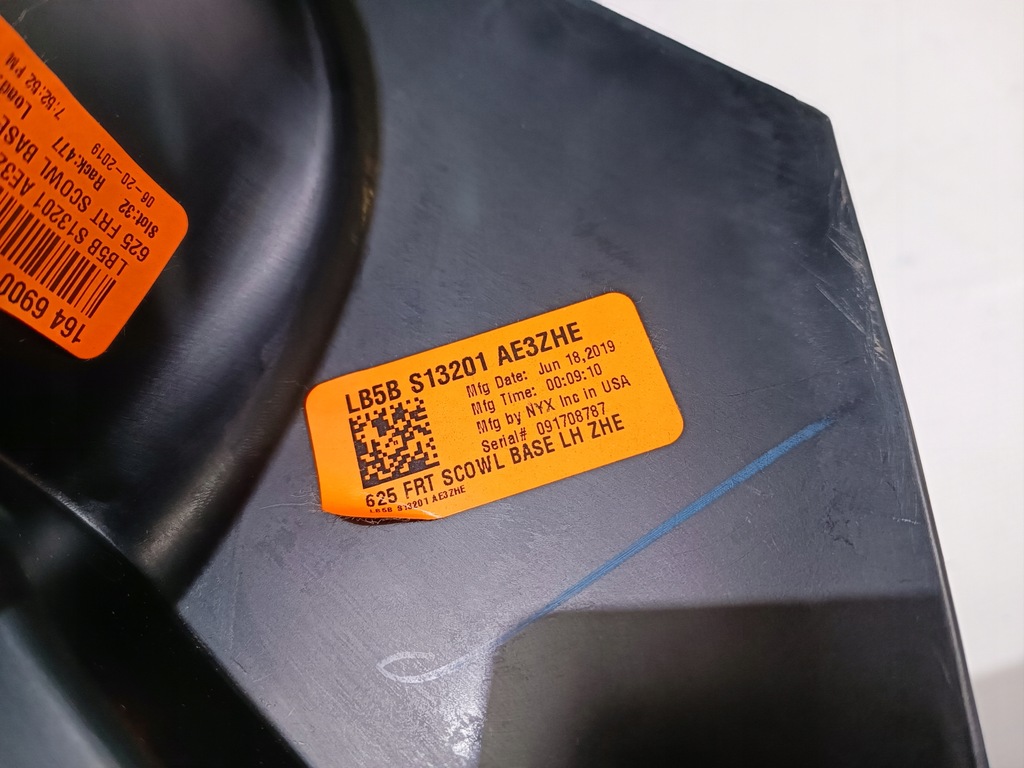 LB5B S13201 AE3ZHE
Mfg Date: Jun 18,2019
Mfg Time: 00:09:10
Mfg by NYX Inc in USA
Serial# 091708787
625 FRT SCOWL BASE LH ZHE
LB5B S13201 AE3ZHE
164 6900
LB5B S13201 AE3Z
625 FRT SCOWL BASE
Slot:32 Rack:477 Load
06-20-2019 7:52:52 PM